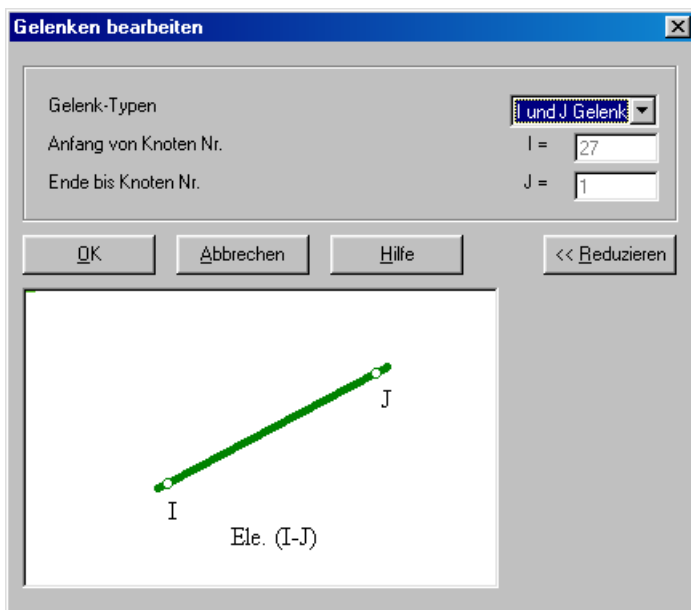 Gelenken bearbeiten
Gelenk-Typen I und J Gelenk
Anfang von Knoten Nr. I = 27
Ende bis Knoten Nr. J = 1
OK Abbrechen Hilfe << Reduzieren
J
I
Ele. (I-J)